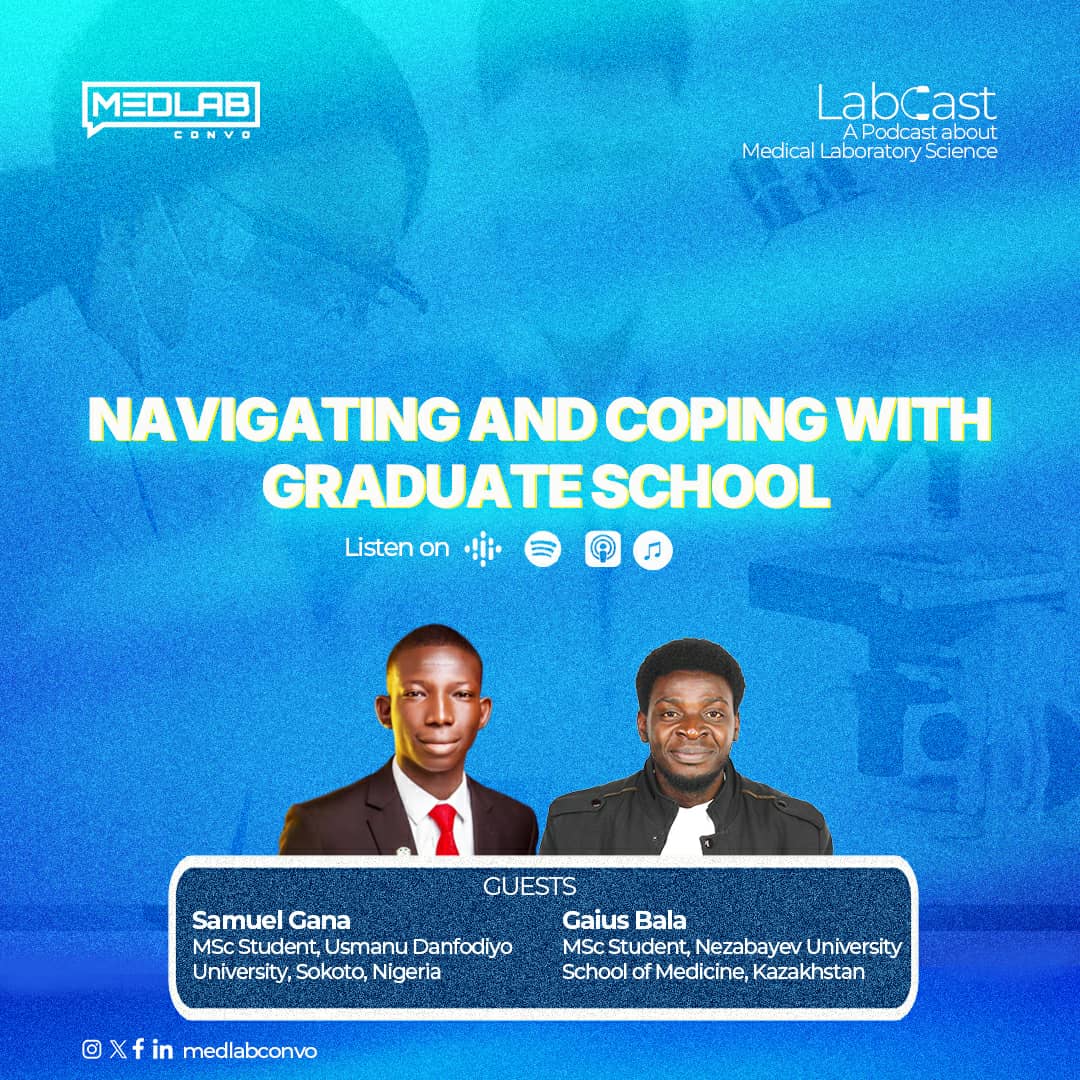 MEDLAB
CONVO
LabCast
A Podcast about
Medical Laboratory Science
NAVIGATING AND COPING WITH
GRADUATE SCHOOL
Listen on
GUESTS
Samuel Gana
MSc Student, Usmanu Danfodiyo
University, Sokoto, Nigeria
Gaius Bala
MSc Student, Nezabayev University
School of Medicine, Kazakhstan
medlabconvo